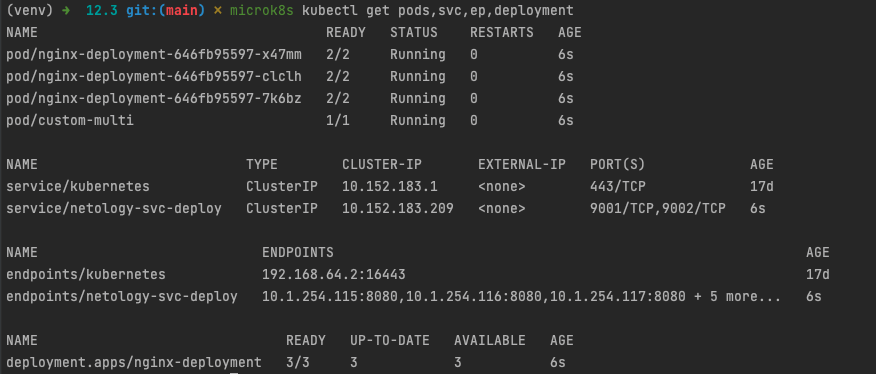 (venv) ➜ 12.3 git:(main) ✗ microk8s kubectl get pods,svc,ep,deployment
NAME READY STATUS RESTARTS AGE
pod/nginx-deployment-646fb95597-x47mm 2/2 Running 0 6s
pod/nginx-deployment-646fb95597-clclh 2/2 Running 0 6s
pod/nginx-deployment-646fb95597-7k6bz 2/2 Running 0 6s
pod/custom-multi 1/1 Running 0 6s
NAME TYPE CLUSTER-IP EXTERNAL-IP PORT(S) AGE
service/kubernetes ClusterIP 10.152.183.1 <none> 443/TCP 17d
service/netology-svc-deploy ClusterIP 10.152.183.209 <none> 9001/TCP,9002/TCP 6s
NAME ENDPOINTS AGE
endpoints/kubernetes 192.168.64.2:16443 17d
endpoints/netology-svc-deploy 10.1.254.115:8080,10.1.254.116:8080,10.1.254.117:8080 + 5 more... 6s
NAME READY UP-TO-DATE AVAILABLE AGE
deployment.apps/nginx-deployment 3/3 3 3 6s